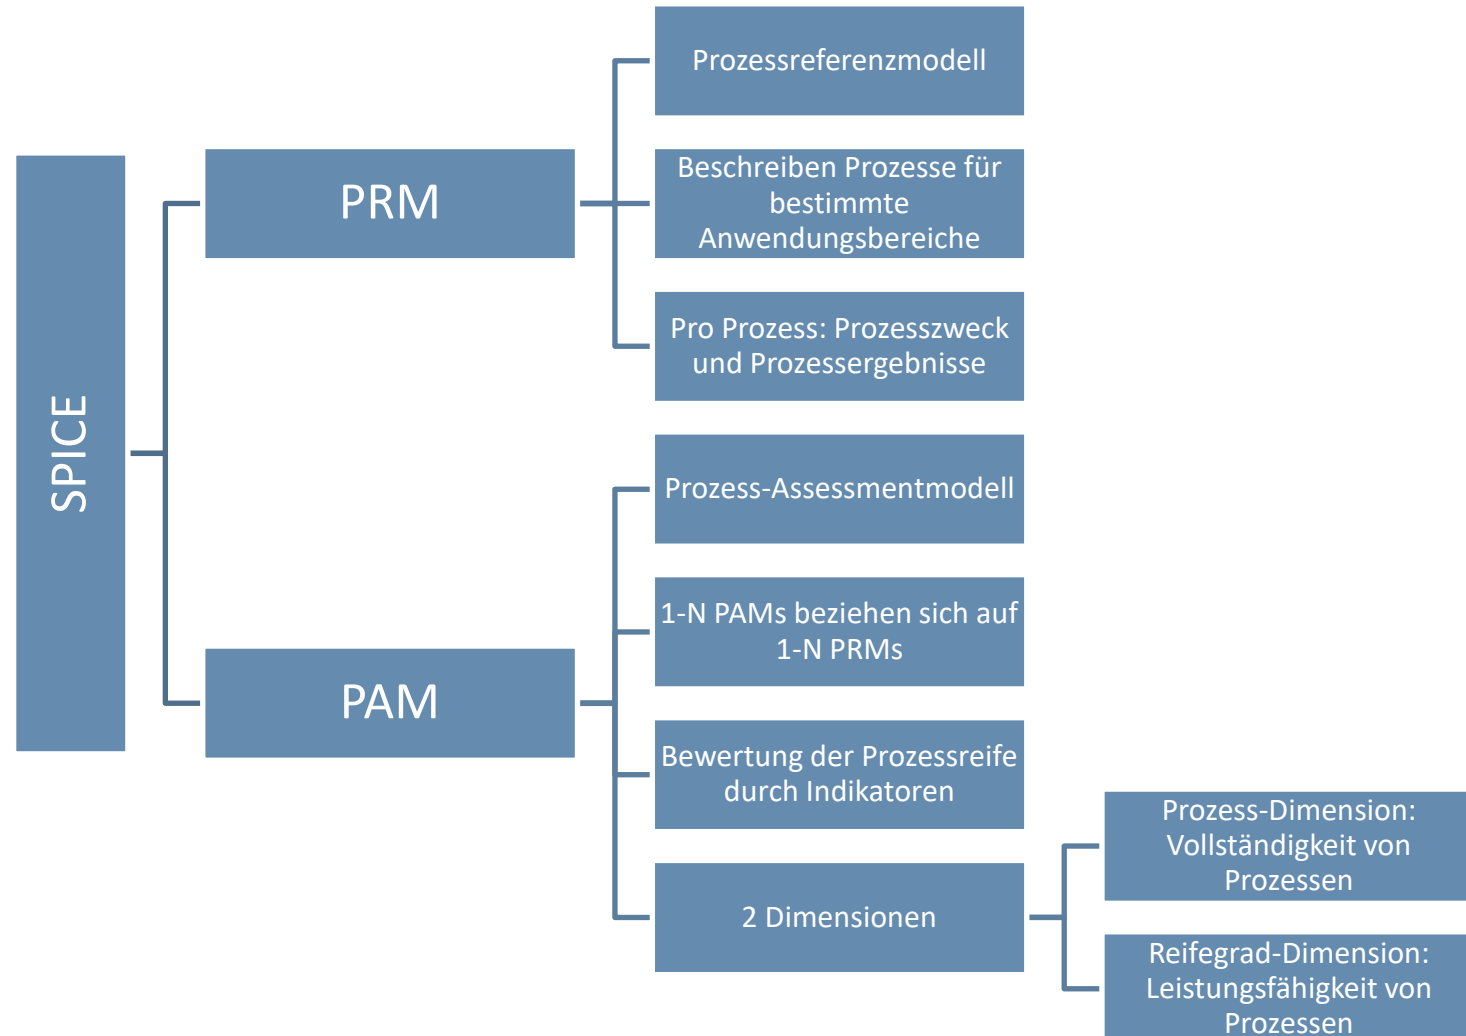 SPICE
PRM
Prozessreferenzmodell
Beschreiben Prozesse für
bestimmte
Anwendungsbereiche
Pro Prozess: Prozesszweck
und Prozessergebnisse
PAM
Prozess-Assessmentmodell
1-N PAMs beziehen sich auf
1-N PRMs
Bewertung der Prozessreife
durch Indikatoren
2 Dimensionen
Prozess-Dimension:
Vollständigkeit von
Prozessen
Reifegrad-Dimension:
Leistungsfähigkeit von
Prozessen